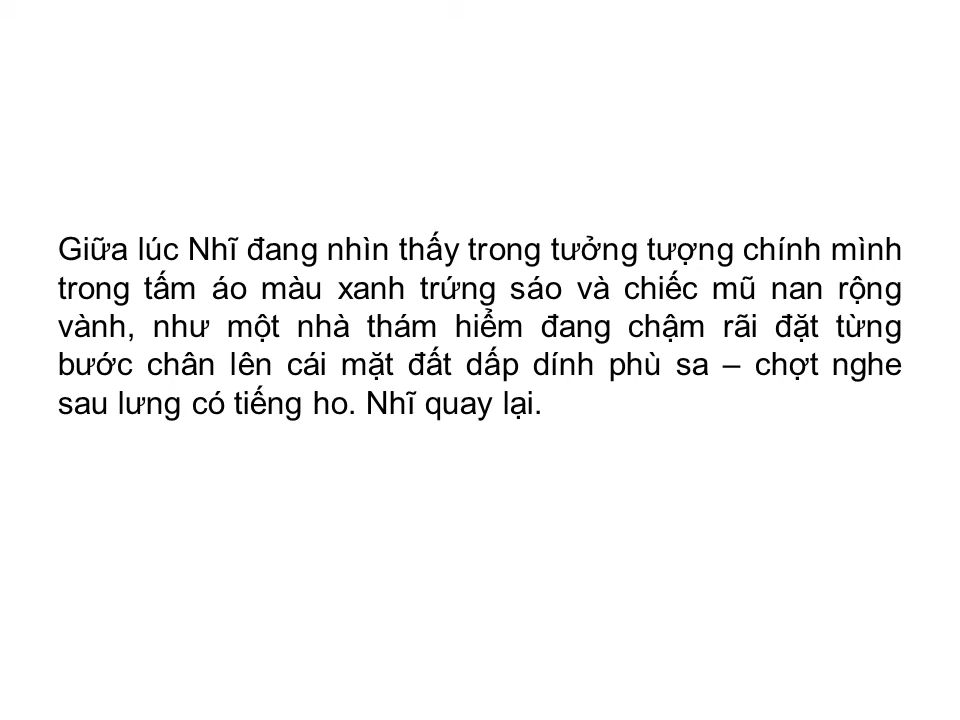 Giữa lúc Nhĩ đang nhìn thấy trong tưởng tượng chính mình
trong tấm áo màu xanh trứng sáo và chiếc mũ nan rộng
vành, như một nhà thám hiểm đang chậm rãi đặt từng
bước chân lên cái mặt đất dấp dính phù sa – chợt nghe
sau lưng có tiếng ho. Nhĩ quay lại.